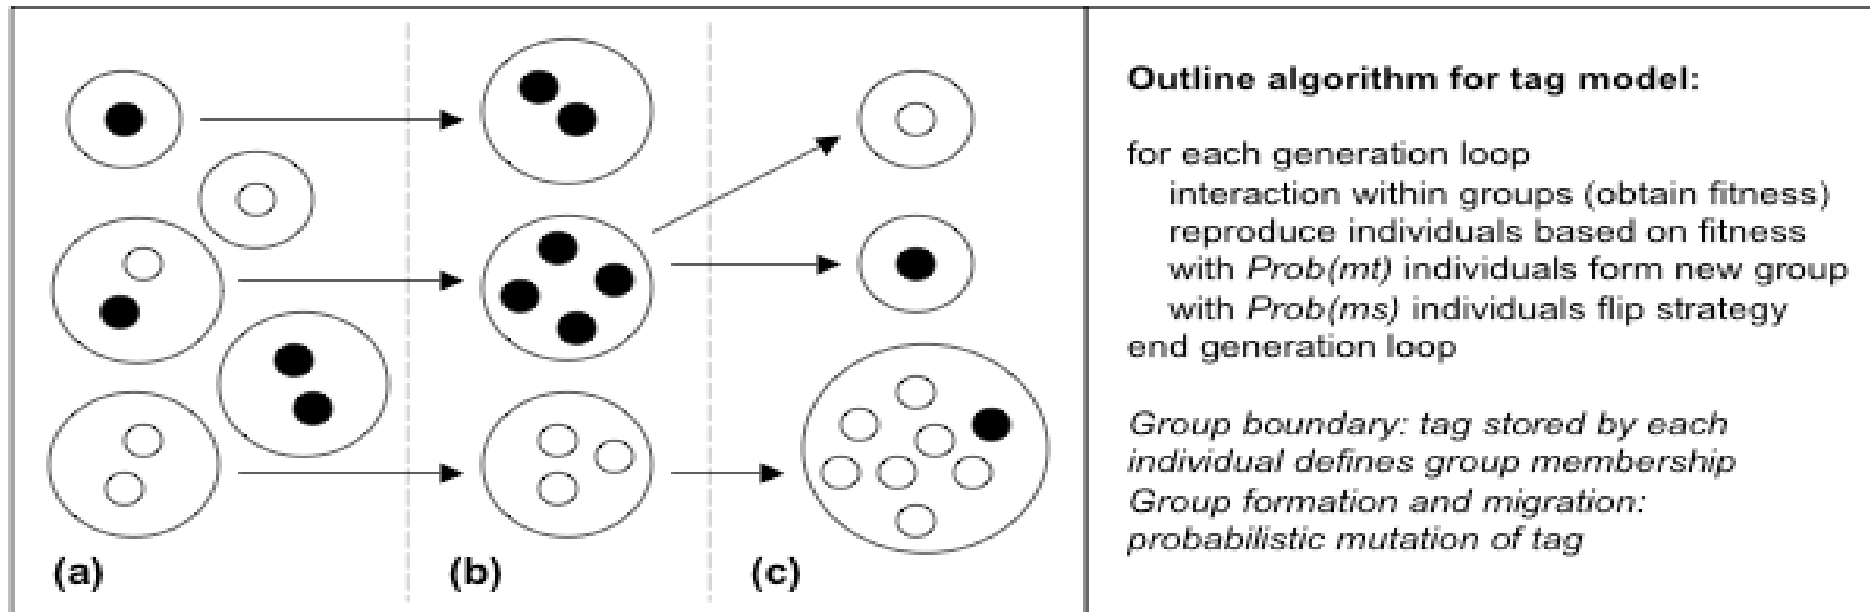 (a)
(b)
(c)
Outline algorithm for tag model:
for each generation loop
interaction within groups (obtain fitness)
reproduce individuals based on fitness
with Prob(mt) individuals form new group
with Prob(ms) individuals flip strategy
end generation loop
Group boundary: tag stored by each
individual defines group membership
Group formation and migration:
probabilistic mutation of tag